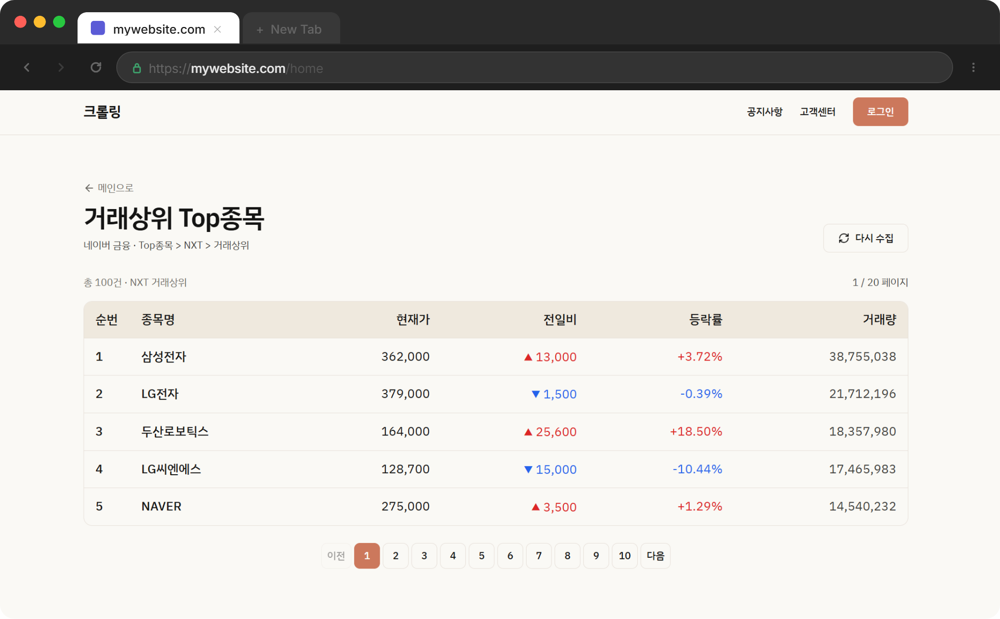 mywebsite.com ×
+ New Tab
https://mywebsite.com/home
크롤링
공지사항 고객센터 로그인
← 메인으로
거래상위 Top종목
네이버 금융 · Top종목 > NXT > 거래상위
다시 수집
총 100건 · NXT 거래상위
1 / 20 페이지
순번 종목명 현재가 전일비 등락률 거래량
1 삼성전자 362,000 ▲ 13,000 +3.72% 38,755,038
2 LG전자 379,000 ▼ 1,500 -0.39% 21,712,196
3 두산로보틱스 164,000 ▲ 25,600 +18.50% 18,357,980
4 LG씨엔에스 128,700 ▼ 15,000 -10.44% 17,465,983
5 NAVER 275,000 ▲ 3,500 +1.29% 14,540,232
이전 1 2 3 4 5 6 7 8 9 10 다음